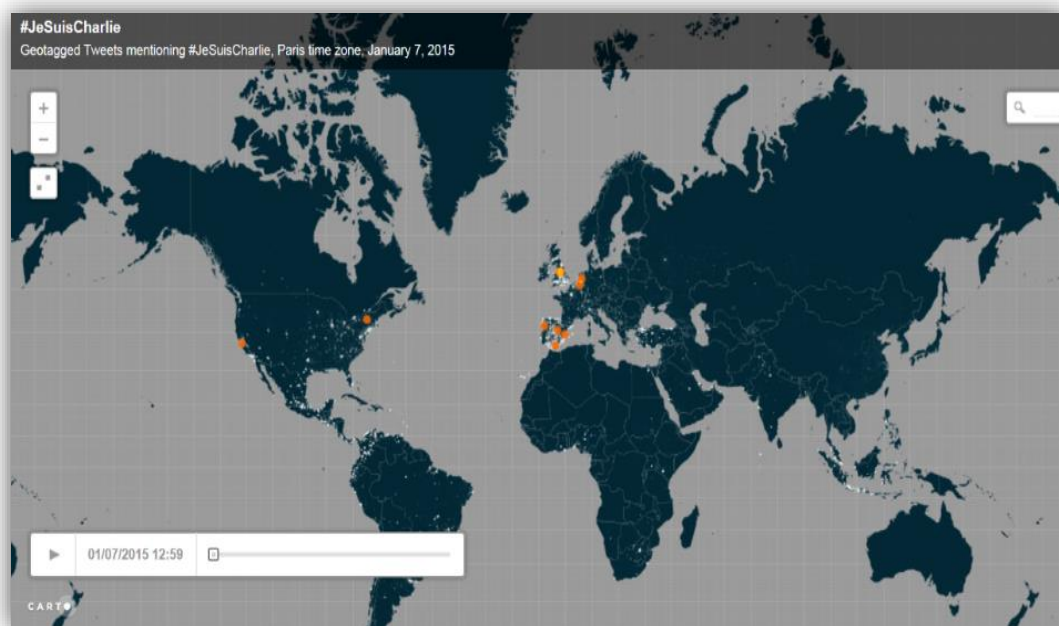 #JeSuisCharlie
Geotagged Tweets mentioning #JeSuisCharlie, Paris time zone, January 7, 2015
+
−
01/07/2015 12:59
CARTO